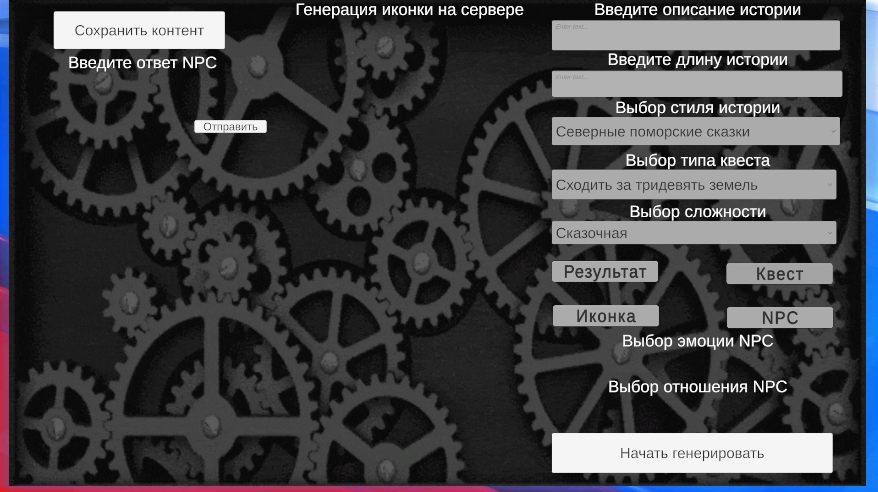 Сохранить контент
Введите ответ NPC
Отправить
Генерация иконки на сервере
Введите описание истории
Enter text...
Введите длину истории
Enter text...
Выбор стиля истории
Северные поморские сказки
Выбор типа квеста
Сходить за тридевять земель
Выбор сложности
Сказочная
Результат
Квест
Иконка
NPC
Выбор эмоции NPC
Выбор отношения NPC
Начать генерировать